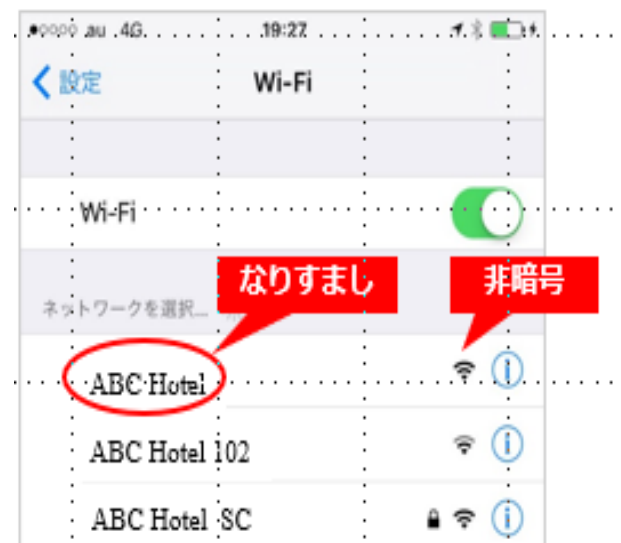 au 4G 19:27
設定 Wi-Fi
Wi-Fi
なりすまし 非暗号
ネットワークを選択...
ABC Hotel
ABC Hotel 102
ABC Hotel SC